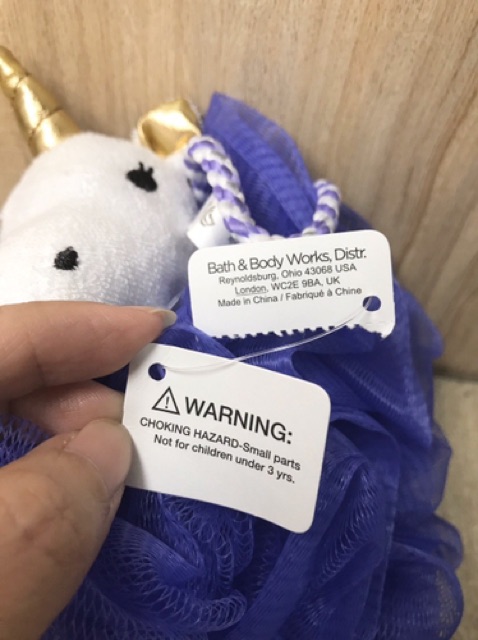 Bath & Body Works, Distr.
Reynoldsburg, Ohio 43068 USA
London, WC2E 9BA, UK
Made in China / Fabriqué à Chine
⚠ WARNING:
CHOKING HAZARD-Small parts
Not for children under 3 yrs.